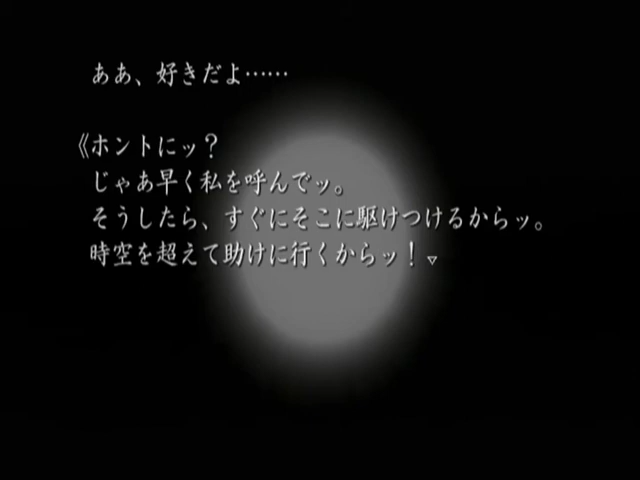 ああ、好きだよ……
《ホントにッ？
じゃあ早く私を呼んでッ。
そうしたら、すぐにそこに駆けつけるからッ。
時空を超えて助けに行くからッ！▿